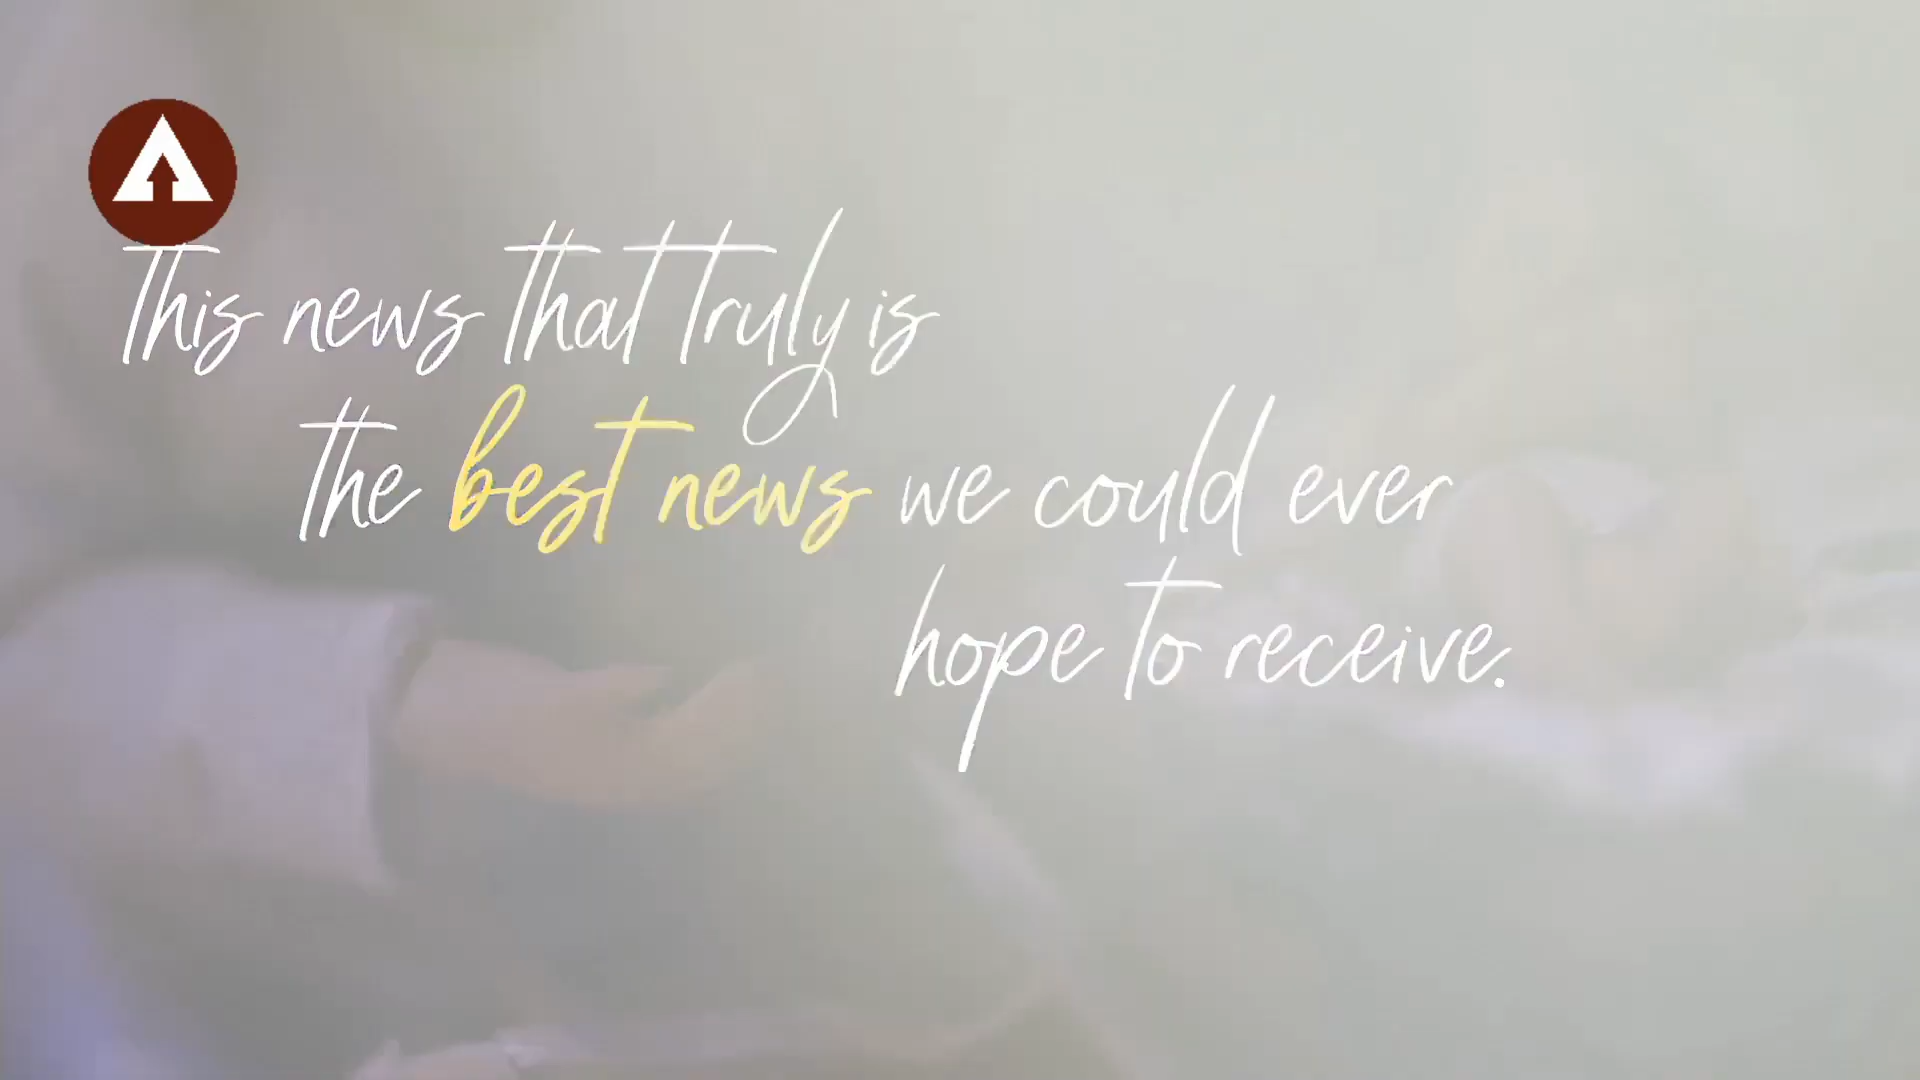 This news that truly is
the best news we could ever
hope to receive.